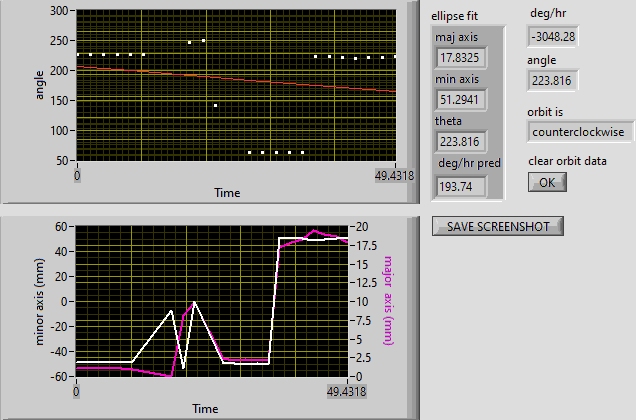 300
250
200
150
100
50
angle
0
49.4318
Time
ellipse fit
maj axis
17.8325
min axis
51.2941
theta
223.816
deg/hr pred
193.74
deg/hr
-3048.28
angle
223.816
orbit is
counterclockwise
clear orbit data
OK
SAVE SCREENSHOT
60
40
20
0
-20
-40
-60
minor axis (mm)
20
17.5
15
12.5
10
7.5
5
2.5
0
major axis (mm)
0
49.4318
Time